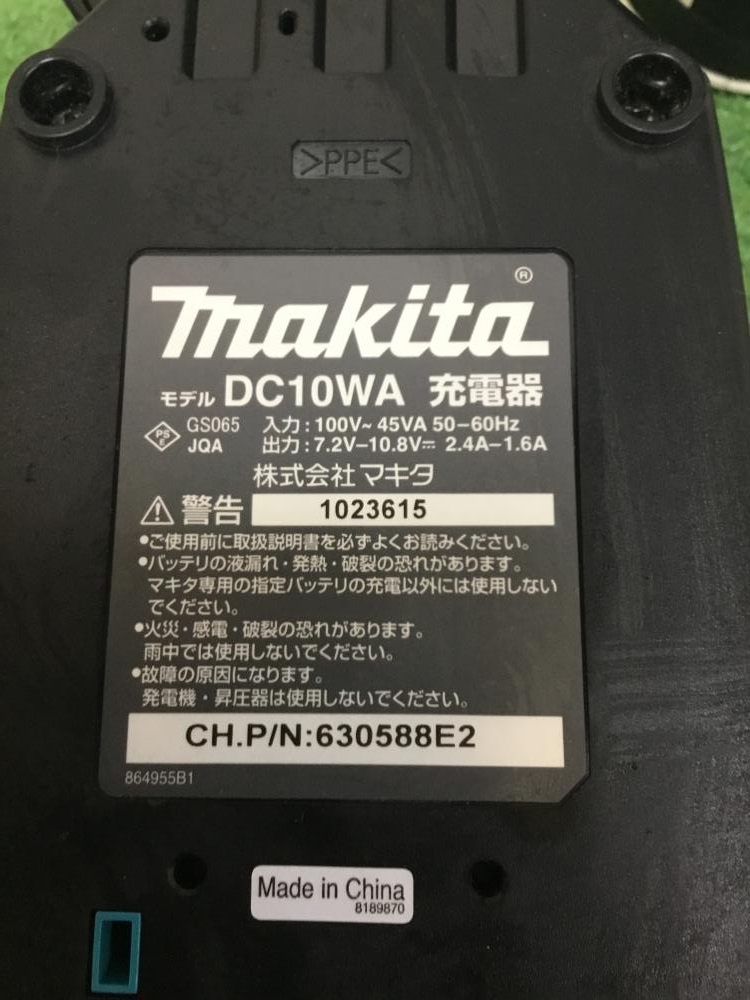 >PPE<
makita®
モデル DC10WA 充電器
PS
E
GS065
JQA
入力:100V~ 45VA 50-60Hz
出力:7.2V-10.8V⎓ 2.4A-1.6A
株式会社マキタ
⚠警告 1023615
•ご使用前に取扱説明書を必ずよくお読みください。
•バッテリの液漏れ・発熱・破裂の恐れがあります。
マキタ専用の指定バッテリの充電以外には使用しない
でください。
•火災・感電・破裂の恐れがあります。
雨中では使用しないでください。
•故障の原因になります。
発電機・昇圧器は使用しないでください。
CH.P/N:630588E2
864955B1
Made in China
8189870